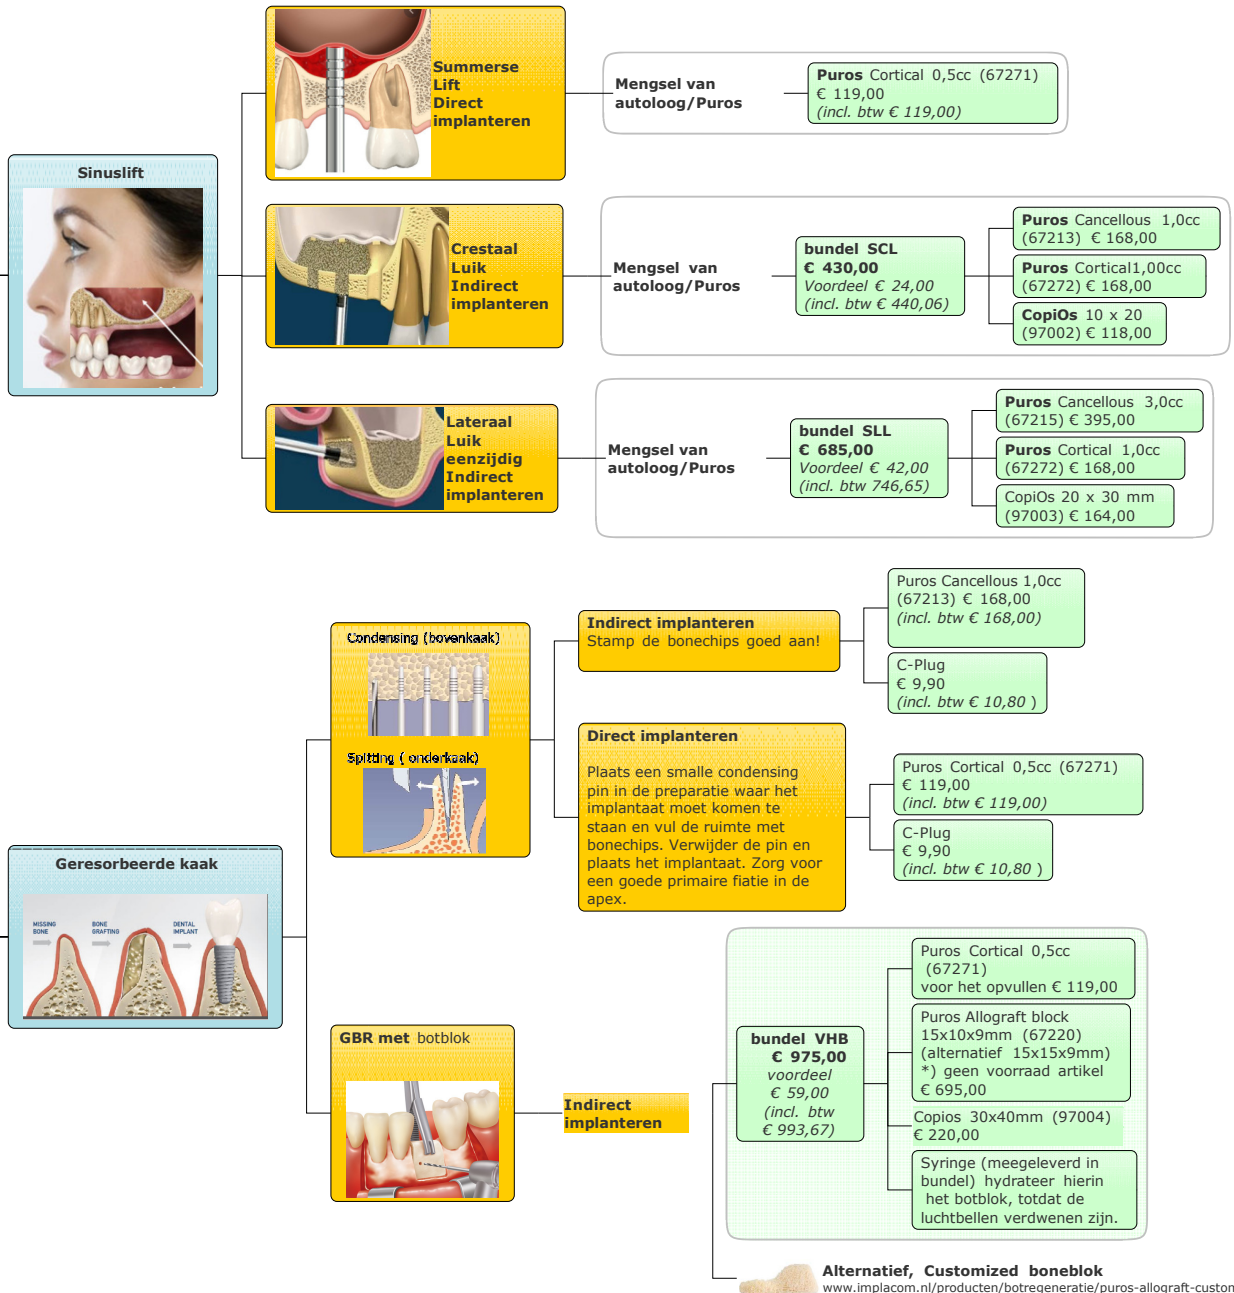 Sinuslift
Summerse
Lift
Direct
implanteren
Mengsel van
autoloog/Puros
Puros Cortical 0,5cc (67271)
€ 119,00
(incl. btw € 119,00)
Crestaal
Luik
Indirect
implanteren
Mengsel van
autoloog/Puros
bundel SCL
€ 430,00
Voordeel € 24,00
(incl. btw € 440,06)
Puros Cancellous 1,0cc
(67213) € 168,00
Puros Cortical1,00cc
(67272) € 168,00
CopiOs 10 x 20
(97002) € 118,00
Lateraal
Luik
eenzijdig
Indirect
implanteren
Mengsel van
autoloog/Puros
bundel SLL
€ 685,00
Voordeel € 42,00
(incl. btw 746,65)
Puros Cancellous 3,0cc
(67215) € 395,00
Puros Cortical 1,0cc
(67272) € 168,00
CopiOs 20 x 30 mm
(97003) € 164,00
Geresorbeerde kaak
MISSING
BONE
BONE
GRAFTING
DENTAL
IMPLANT
Condensing (bovenkaak)
Spitting ( onderkaak)
Indirect implanteren
Stamp de bonechips goed aan!
Puros Cancellous 1,0cc
(67213) € 168,00
(incl. btw € 168,00)
C-Plug
€ 9,90
(incl. btw € 10,80 )
Direct implanteren
Plaats een smalle condensing
pin in de preparatie waar het
implantaat moet komen te
staan en vul de ruimte met
bonechips. Verwijder de pin en
plaats het implantaat. Zorg voor
een goede primaire fiatie in de
apex.
Puros Cortical 0,5cc (67271)
€ 119,00
(incl. btw € 119,00)
C-Plug
€ 9,90
(incl. btw € 10,80 )
GBR met botblok
Indirect
implanteren
bundel VHB
€ 975,00
voordeel
€ 59,00
(incl. btw
€ 993,67)
Puros Cortical 0,5cc
(67271)
voor het opvullen € 119,00
Puros Allograft block
15x10x9mm (67220)
(alternatief 15x15x9mm)
*) geen voorraad artikel
€ 695,00
Copios 30x40mm (97004)
€ 220,00
Syringe (meegeleverd in
bundel) hydrateer hierin
het botblok, totdat de
luchtbellen verdwenen zijn.
Alternatief, Customized boneblok
www.implacom.nl/producten/botregeneratie/puros-allograft-custom